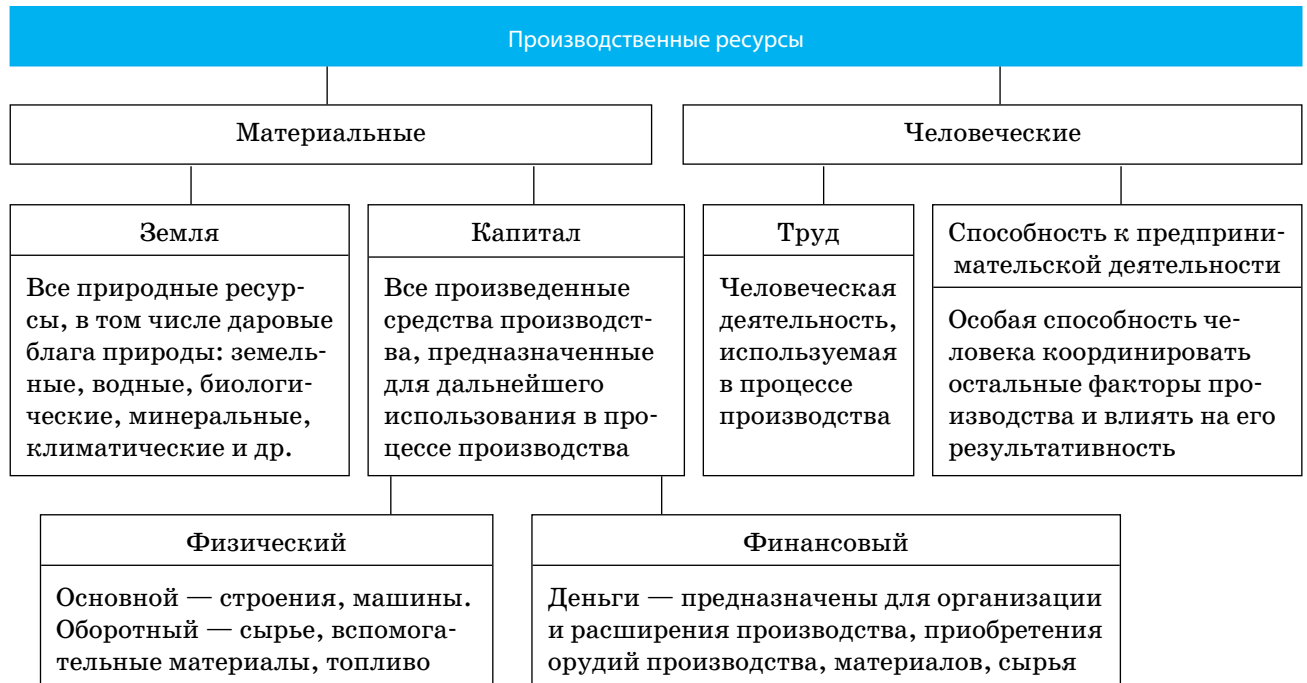 Производственные ресурсы
Материальные
Человеческие
Земля
Все природные ресур-
сы, в том числе даровые
блага природы: земель-
ные, водные, биологи-
ческие, минеральные,
климатические и др.
Капитал
Все произведенные
средства производст-
ва, предназначенные
для дальнейшего
использования в про-
цессе производства
Труд
Человеческая
деятельность,
используемая
в процессе
производства
Способность к предприни-
мательской деятельности
Особая способность че-
ловека координировать
остальные факторы про-
изводства и влиять на его
результативность
Физический
Основной — строения, машины.
Оборотный — сырье, вспомога-
тельные материалы, топливо
Финансовый
Деньги — предназначены для организации
и расширения производства, приобретения
орудий производства, материалов, сырья